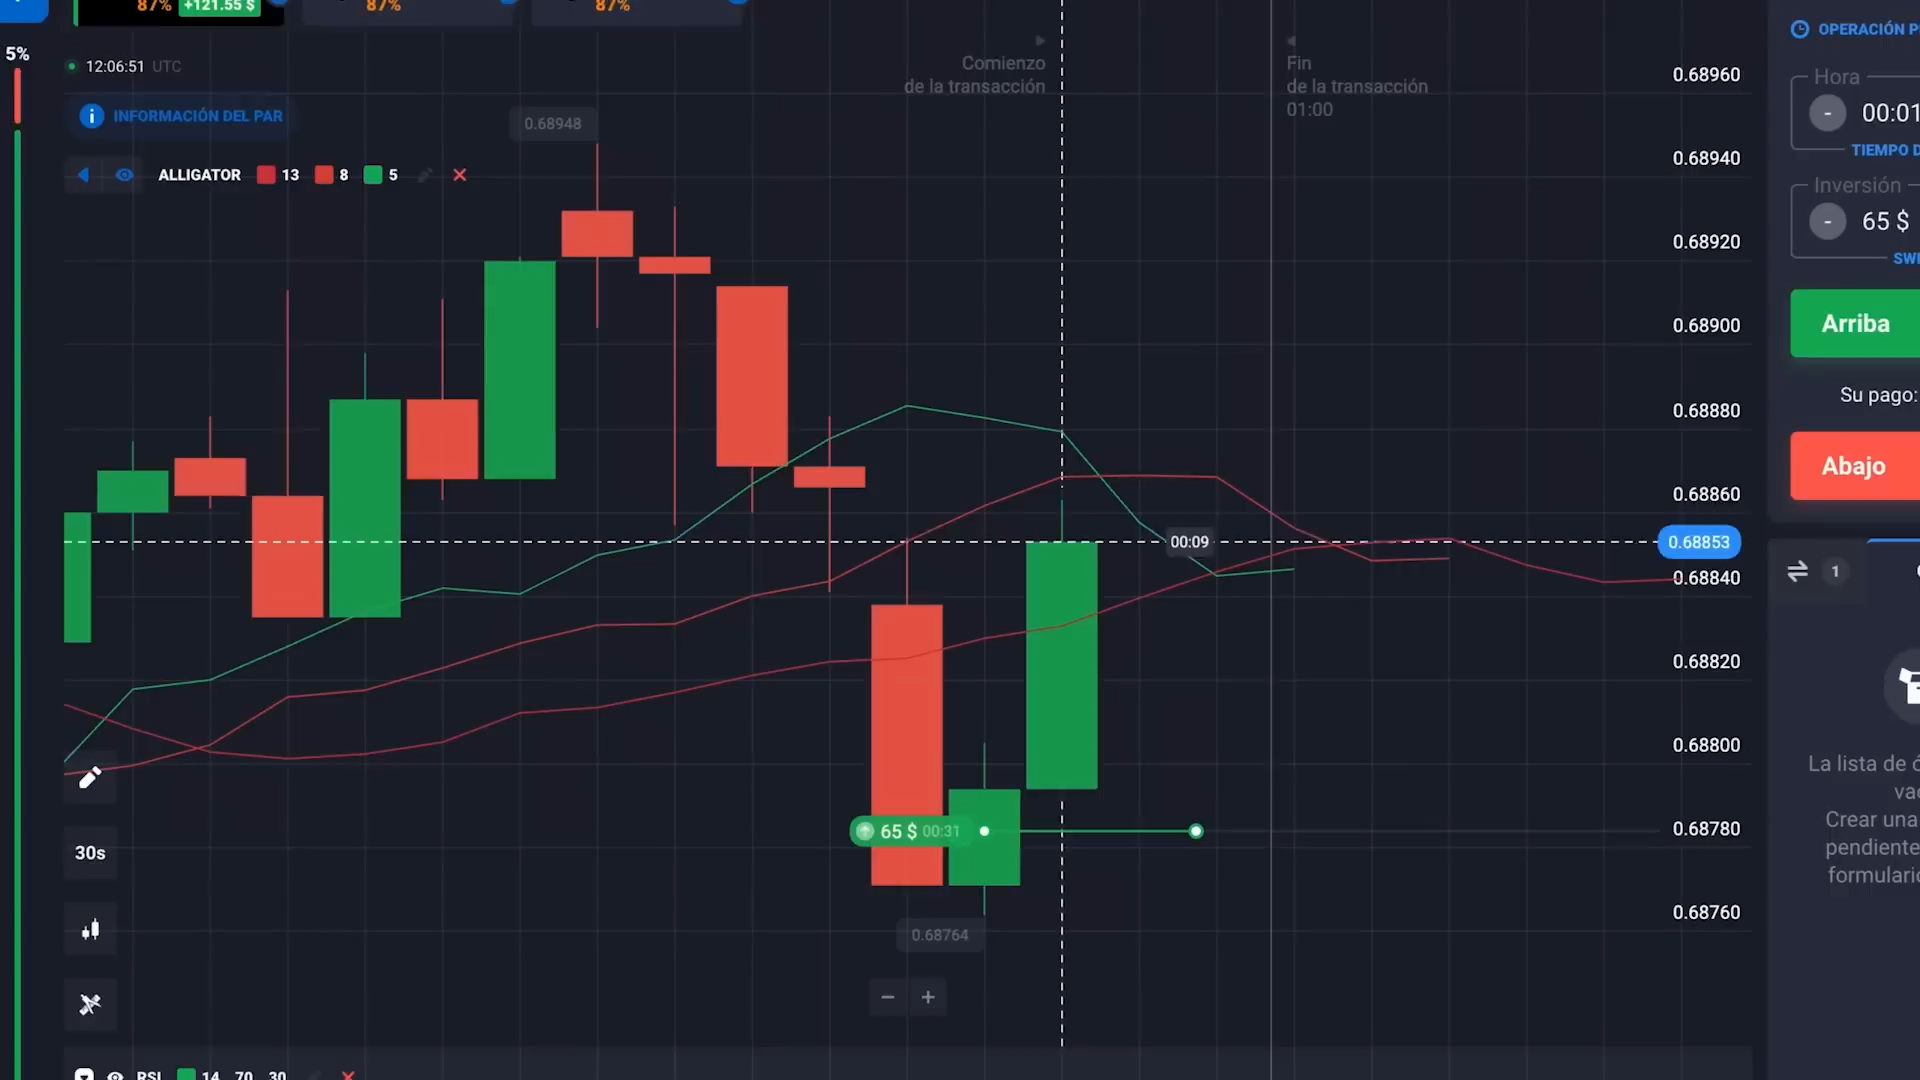 87% +121.55 $
87%
87%
5%
12:06:51 UTC
INFORMACIÓN DEL PAR
ALLIGATOR 13 8 5
Comienzo
de la transacción
Fin
de la transacción
01:00
0.68948
0.68960
0.68940
0.68920
0.68900
0.68880
0.68860
0.68853
0.68840
0.68820
0.68800
0.68780
0.68760
00:09
65 $ 00:31
0.68764
30s
- +
RSI 14 70 30
OPERACIÓN P
Hora
- 00:01
TIEMPO D
Inversión
- 65 $
SWI
Arriba
Su pago:
Abajo
1
La lista de ó
vac
Crear una
pendiente
formulario